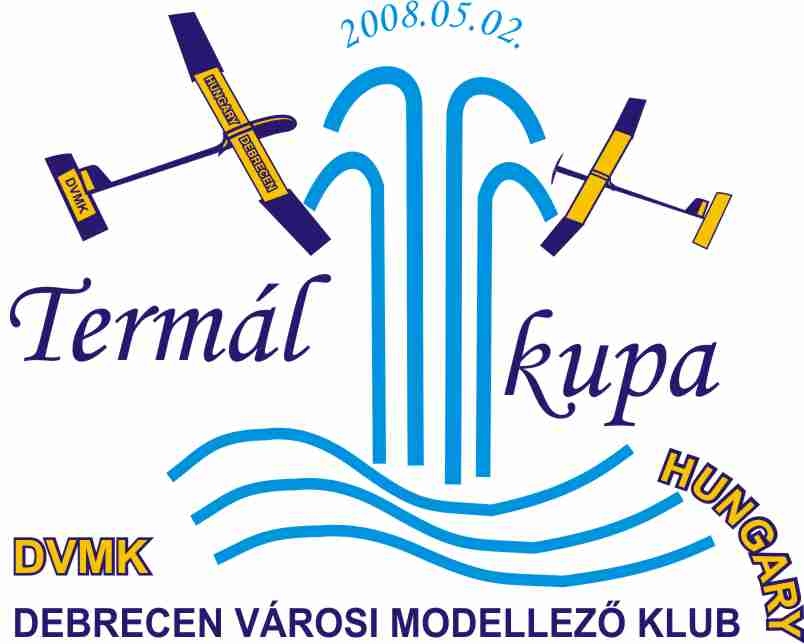 2008.05.02.
HUNGARY
DEBRECEN
DVMK
Termál
kupa
HUNGARY
DVMK
DEBRECEN VÁROSI MODELLEZŐ KLUB